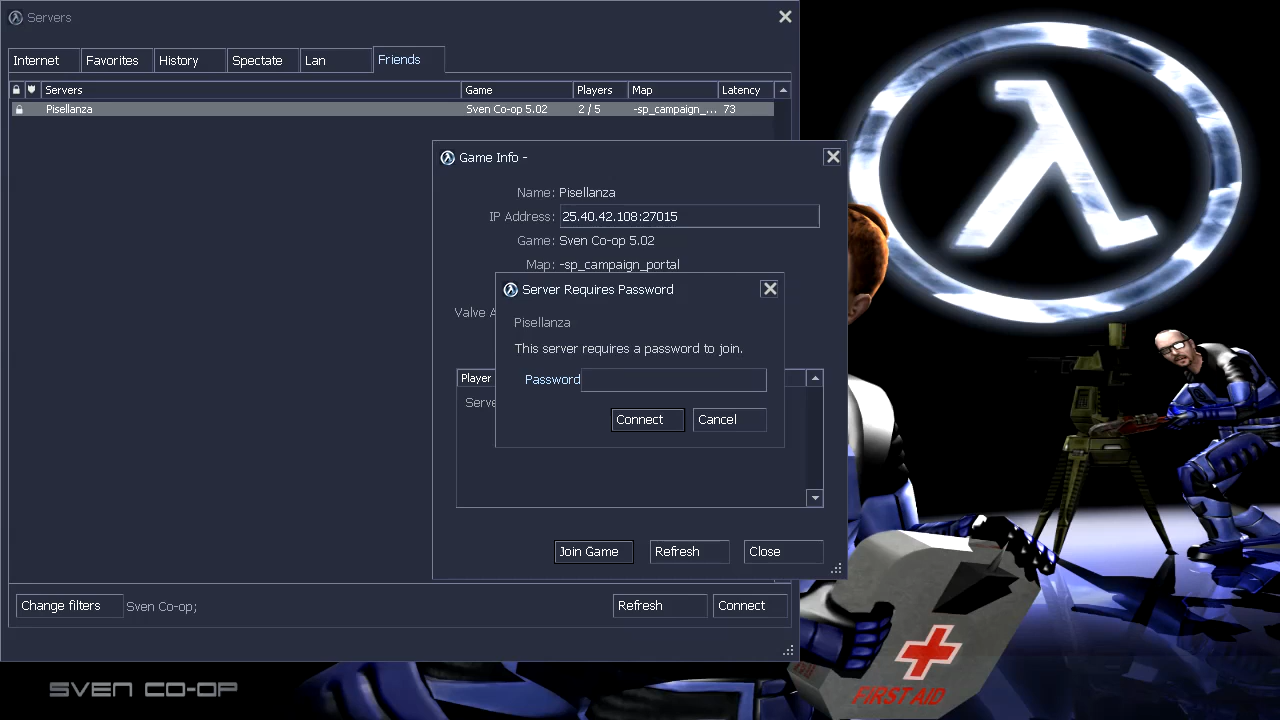 Servers
Internet Favorites History Spectate Lan Friends
Servers Game Players Map Latency
Pisellanza Sven Co-op 5.02 2 / 5 -sp_campaign_... 73
Game Info -
Name: Pisellanza
IP Address: 25.40.42.108:27015
Game: Sven Co-op 5.02
Map: -sp_campaign_portal
Valve A
Player
Serve
Server Requires Password
Pisellanza
This server requires a password to join.
Password
Connect Cancel
Join Game Refresh Close
Change filters Sven Co-op; Refresh Connect
SVEN CO-OP
FIRST AID